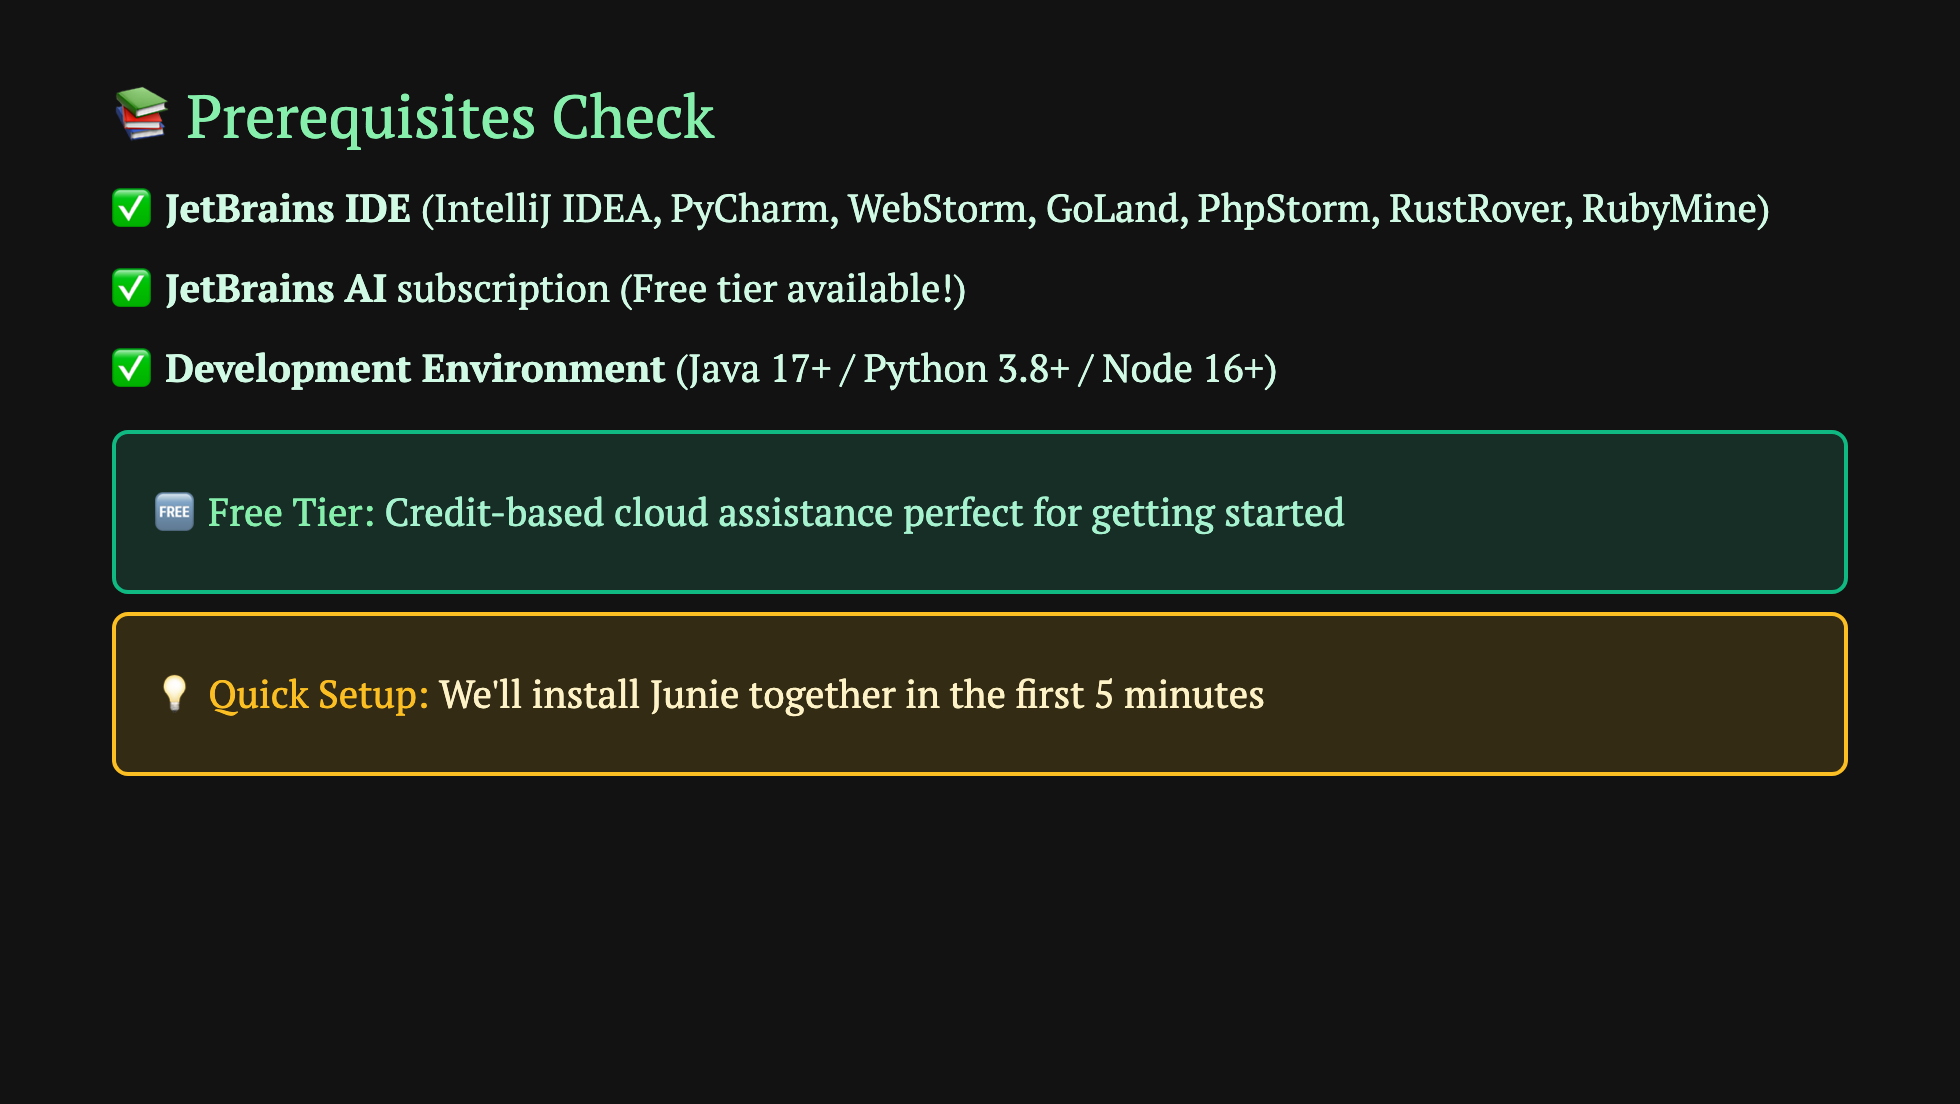 📚 Prerequisites Check
✅ JetBrains IDE (IntelliJ IDEA, PyCharm, WebStorm, GoLand, PhpStorm, RustRover, RubyMine)
✅ JetBrains AI subscription (Free tier available!)
✅ Development Environment (Java 17+ / Python 3.8+ / Node 16+)
🆓 Free Tier: Credit-based cloud assistance perfect for getting started
💡 Quick Setup: We'll install Junie together in the first 5 minutes